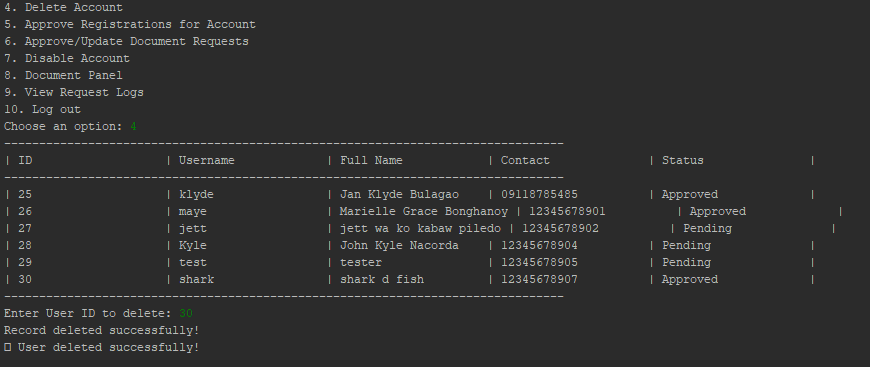 4. Delete Account
5. Approve Registrations for Account
6. Approve/Update Document Requests
7. Disable Account
8. Document Panel
9. View Request Logs
10. Log out
Choose an option: 4
--------------------------------------------------------------------------------
| ID | Username | Full Name | Contact | Status |
--------------------------------------------------------------------------------
| 25 | klyde | Jan Klyde Bulagao | 09118785485 | Approved |
| 26 | maye | Marielle Grace Bonghanoy | 12345678901 | Approved |
| 27 | jett | jett wa ko kabaw piledo | 12345678902 | Pending |
| 28 | Kyle | John Kyle Nacorda | 12345678904 | Pending |
| 29 | test | tester | 12345678905 | Pending |
| 30 | shark | shark d fish | 12345678907 | Approved |
--------------------------------------------------------------------------------
Enter User ID to delete: 30
Record deleted successfully!
□ User deleted successfully!